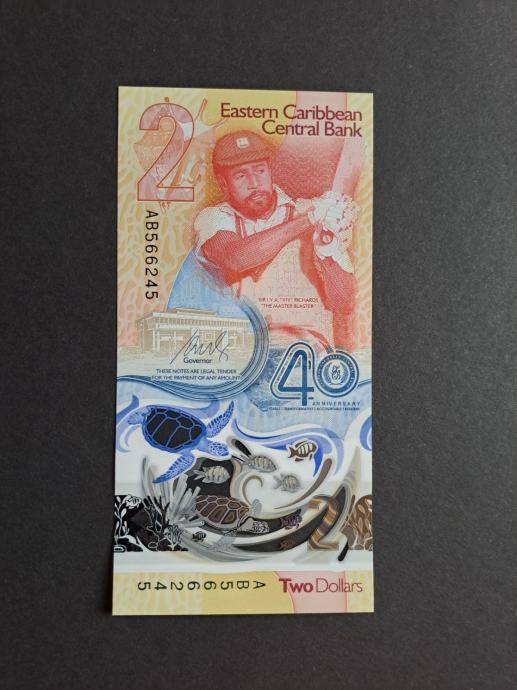 2
Eastern Caribbean
Central Bank
AB566245
SIR I.V.A. "VIV" RICHARDS
"THE MASTER BLASTER"
Governor
THESE NOTES ARE LEGAL TENDER
FOR THE PAYMENT OF ANY AMOUNT
40
ANNIVERSARY
2
AB566245
Two Dollars